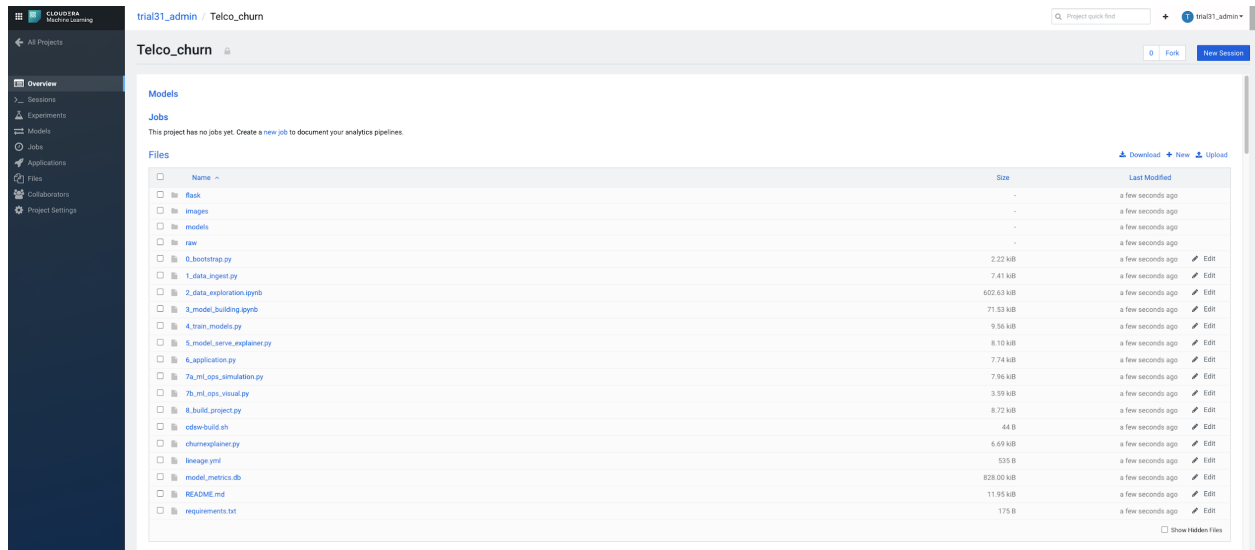 CLOUDERA
Machine Learning
trial31_admin / Telco_churn
Project quick find
+
T trial31_admin
All Projects
Telco_churn
0 Fork
New Session
Overview
Sessions
Experiments
Models
Jobs
Applications
Files
Collaborators
Project Settings
Models
Jobs
This project has no jobs yet. Create a new job to document your analytics pipelines.
Files
Download + New Upload
Name Size Last Modified
flask - a few seconds ago
images - a few seconds ago
models - a few seconds ago
raw - a few seconds ago
0_bootstrap.py 2.22 kiB a few seconds ago Edit
1_data_ingest.py 7.41 kiB a few seconds ago Edit
2_data_exploration.ipynb 602.63 kiB a few seconds ago Edit
3_model_building.ipynb 71.53 kiB a few seconds ago Edit
4_train_models.py 9.56 kiB a few seconds ago Edit
5_model_serve_explainer.py 8.10 kiB a few seconds ago Edit
6_application.py 7.74 kiB a few seconds ago Edit
7a_ml_ops_simulation.py 7.96 kiB a few seconds ago Edit
7b_ml_ops_visual.py 3.59 kiB a few seconds ago Edit
8_build_project.py 8.72 kiB a few seconds ago Edit
cdsw-build.sh 44 B a few seconds ago Edit
churnexplainer.py 6.69 kiB a few seconds ago Edit
lineage.yml 535 B a few seconds ago Edit
model_metrics.db 828.00 kiB a few seconds ago Edit
README.md 11.95 kiB a few seconds ago Edit
requirements.txt 175 B a few seconds ago Edit
Show Hidden Files